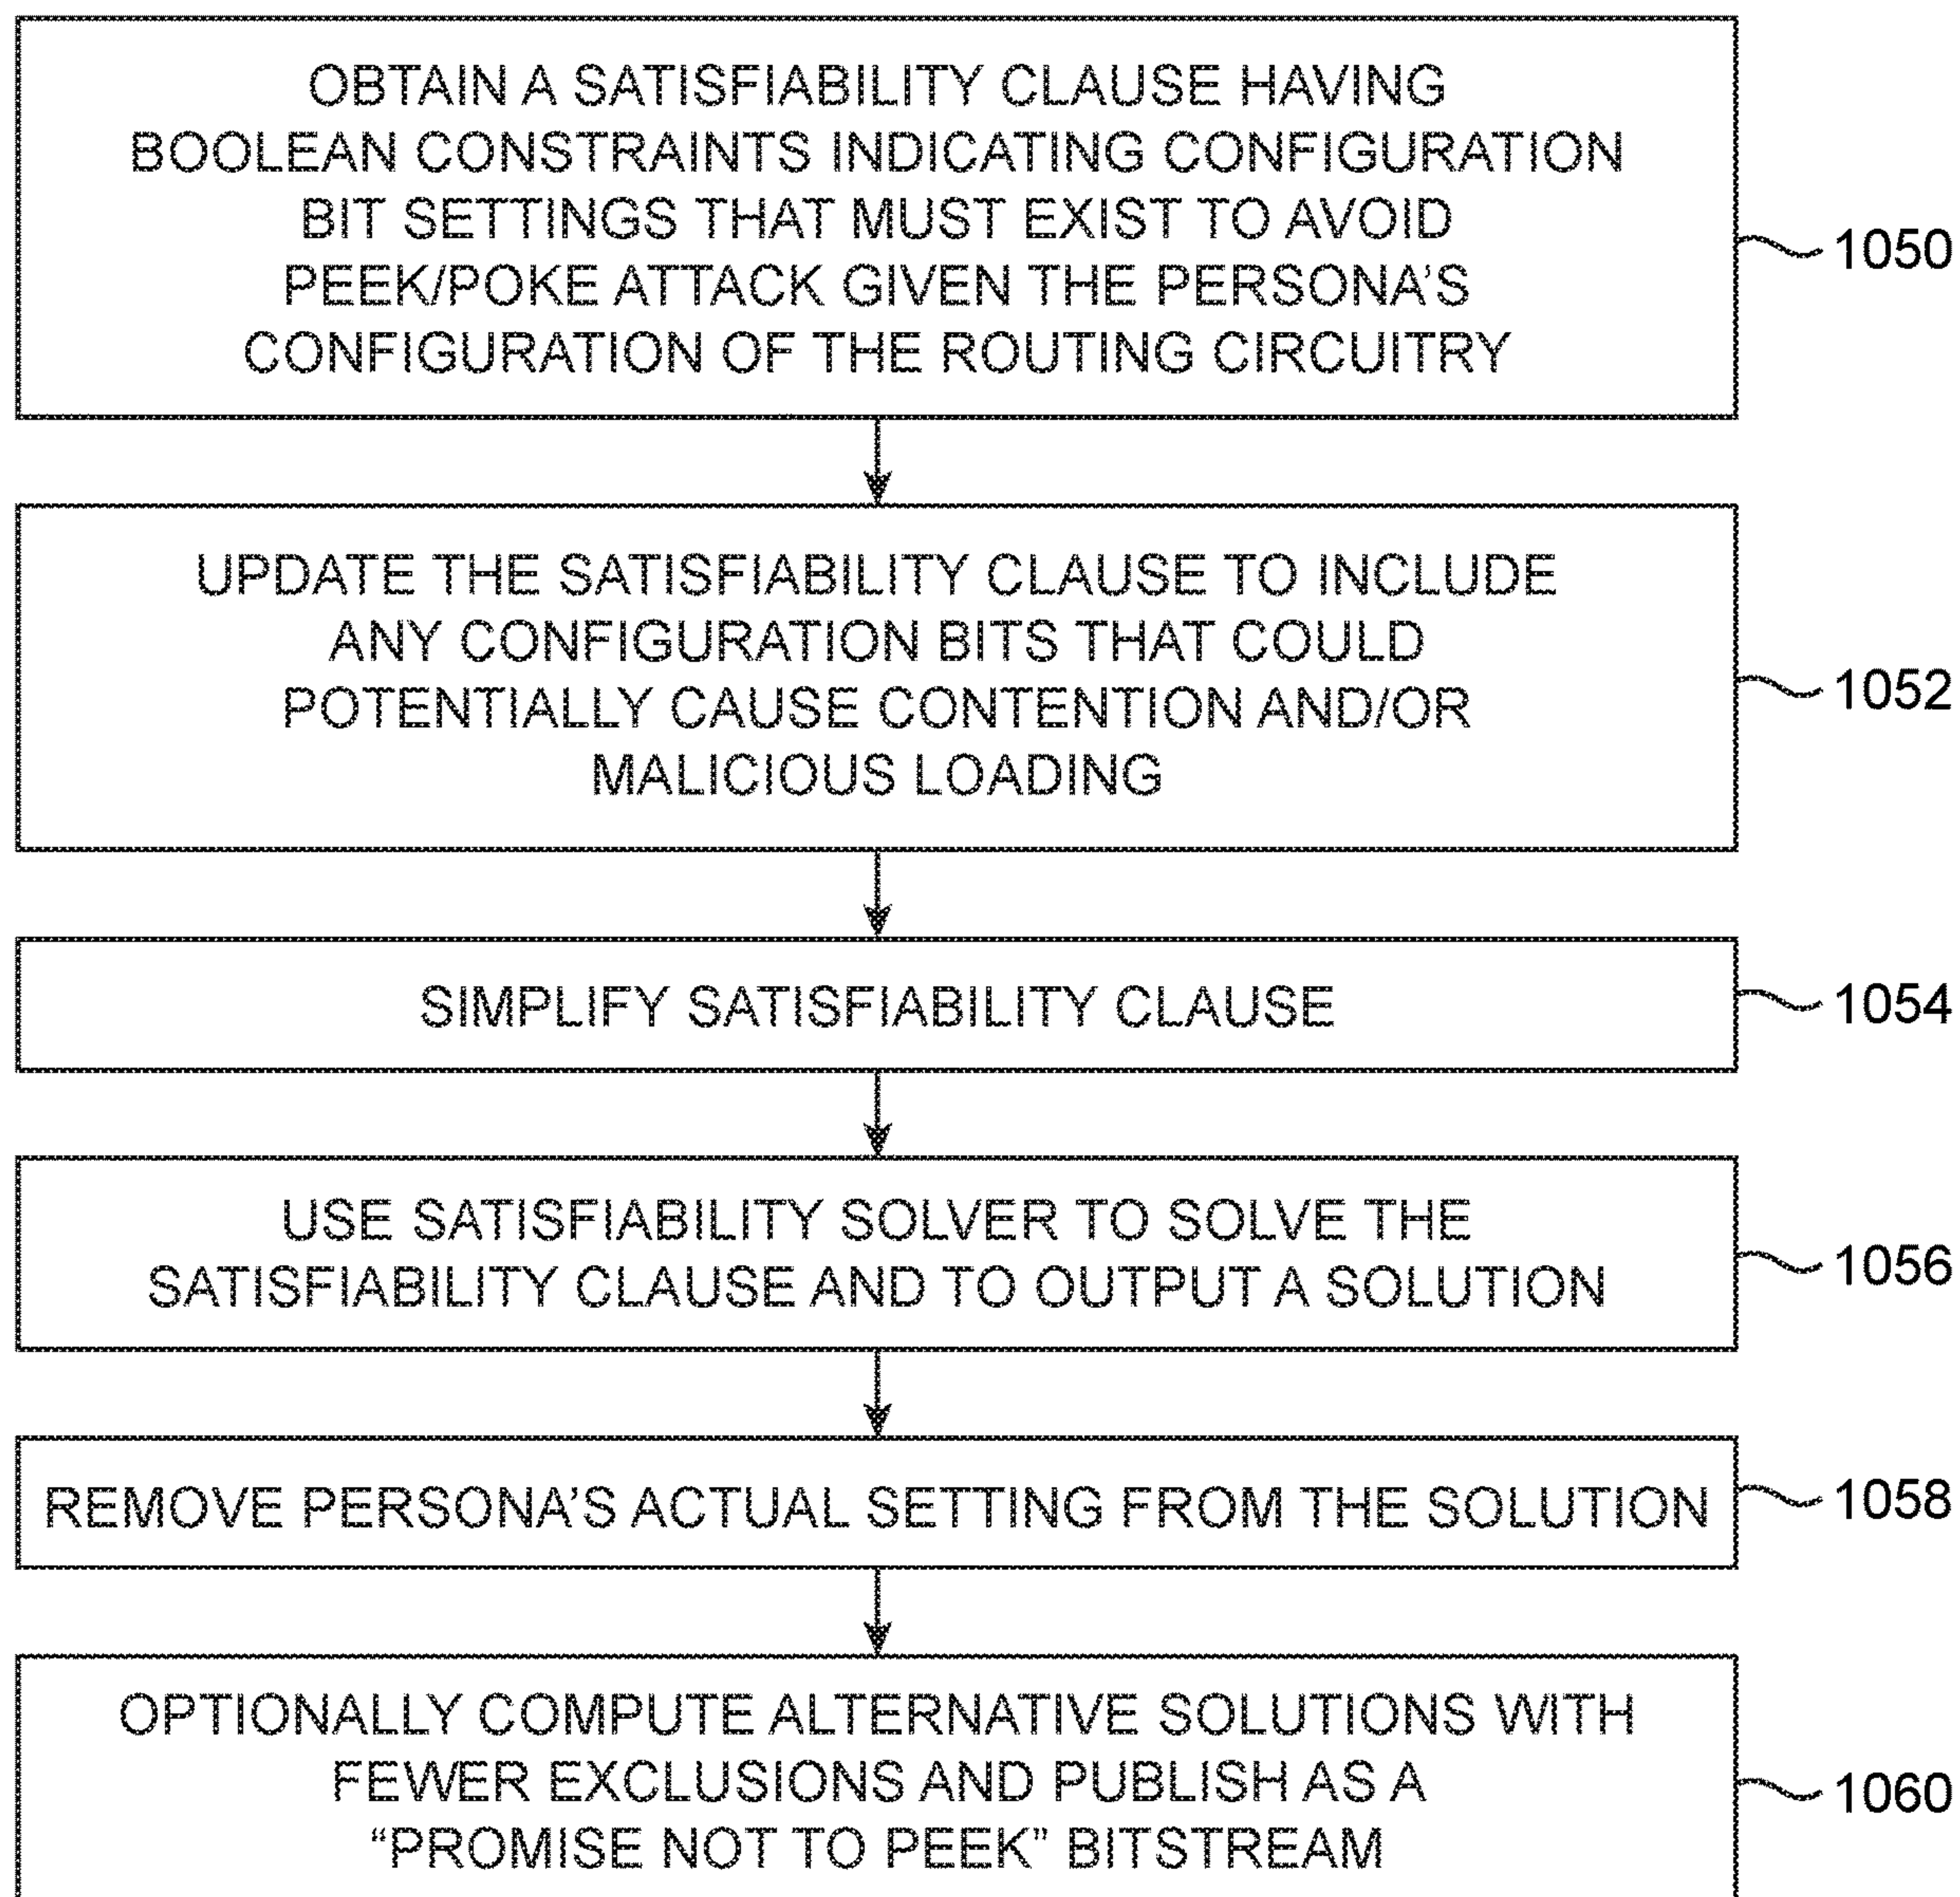 OBTAIN A SATISFIABILITY CLAUSE HAVING
BOOLEAN CONSTRAINTS INDICATING CONFIGURATION
BIT SETTINGS THAT MUST EXIST TO AVOID
PEEK/POKE ATTACK GIVEN THE PERSONA'S
CONFIGURATION OF THE ROUTING CIRCUITRY
1050
UPDATE THE SATISFIABILITY CLAUSE TO INCLUDE
ANY CONFIGURATION BITS THAT COULD
POTENTIALLY CAUSE CONTENTION AND/OR
MALICIOUS LOADING
1052
SIMPLIFY SATISFIABILITY CLAUSE
1054
USE SATISFIABILITY SOLVER TO SOLVE THE
SATISFIABILITY CLAUSE AND TO OUTPUT A SOLUTION
1056
REMOVE PERSONA'S ACTUAL SETTING FROM THE SOLUTION
1058
OPTIONALLY COMPUTE ALTERNATIVE SOLUTIONS WITH
FEWER EXCLUSIONS AND PUBLISH AS A
“PROMISE NOT TO PEEK” BITSTREAM
1060